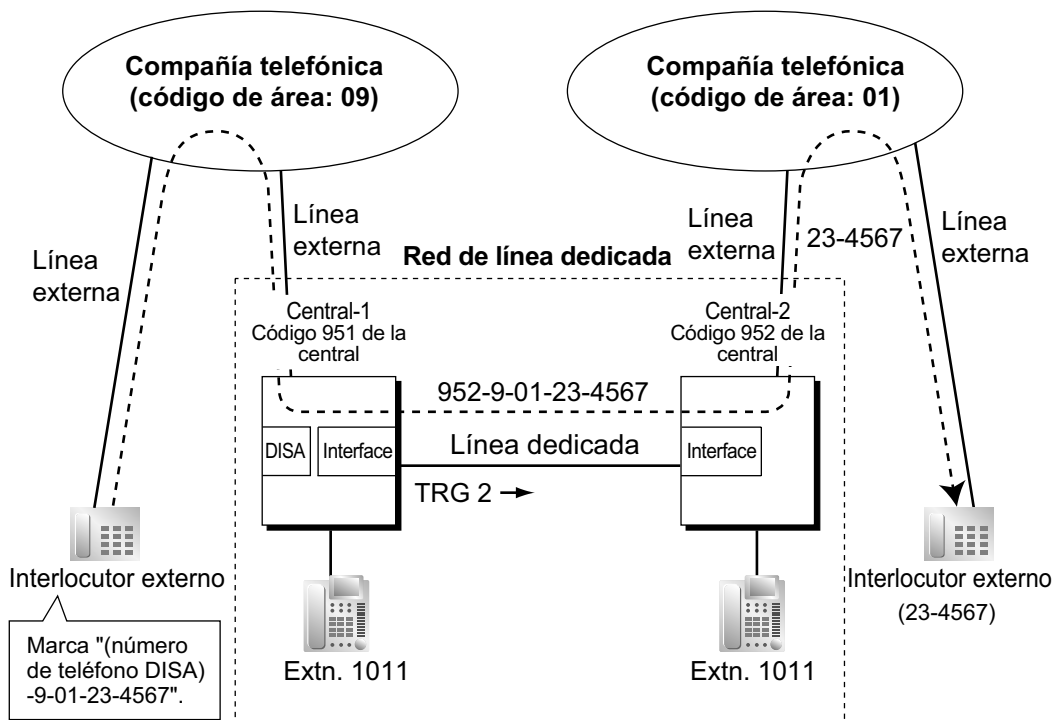 Compañía telefónica
(código de área: 09)
Compañía telefónica
(código de área: 01)
Línea
externa
Línea
externa
Red de línea dedicada
Línea
externa
23-4567
Línea
externa
Central-1
Código 951 de la
central
Central-2
Código 952 de la
central
952-9-01-23-4567
DISA
Interface
Línea dedicada
Interface
TRG 2
Interlocutor externo
Interlocutor externo
(23-4567)
Marca "(número
de teléfono DISA)
-9-01-23-4567".
Extn. 1011
Extn. 1011